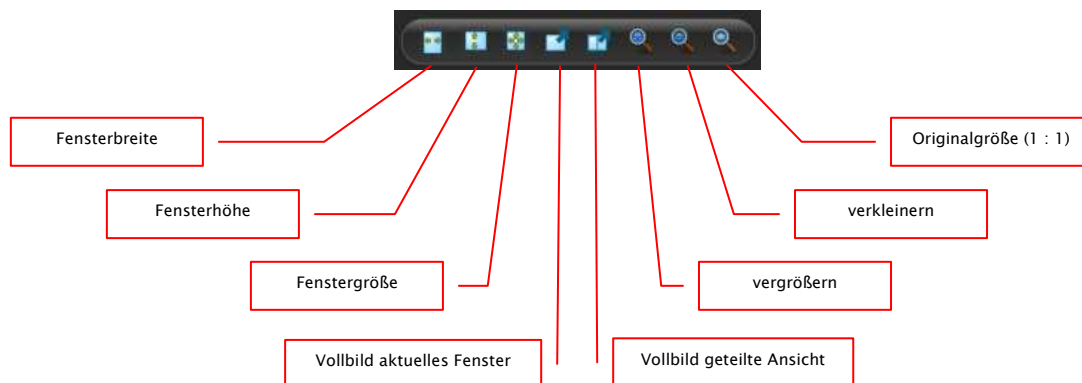 Fensterbreite
Originalgröße (1 : 1)
Fensterhöhe
verkleinern
Fenstergröße
vergrößern
Vollbild aktuelles Fenster
Vollbild geteilte Ansicht